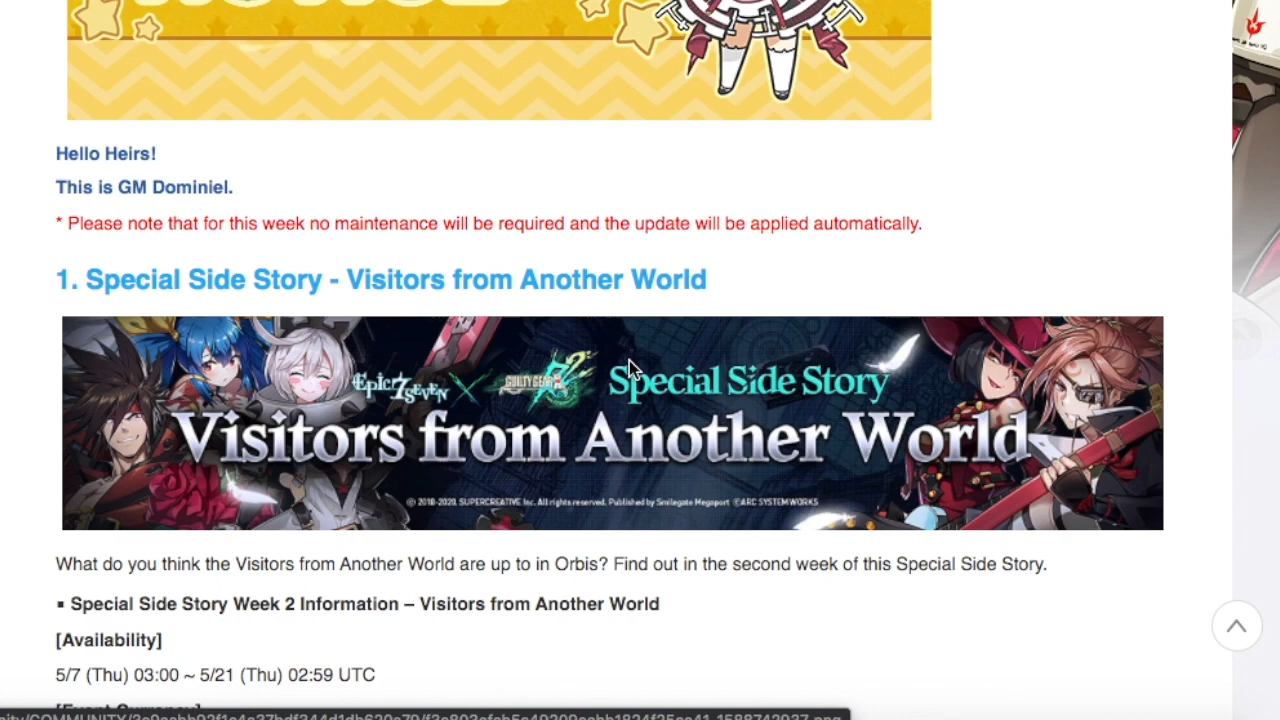 Hello Heirs!
This is GM Dominiel.
* Please note that for this week no maintenance will be required and the update will be applied automatically.
1. Special Side Story - Visitors from Another World
Epic7Seven X GUILTY GEAR Special Side Story
Visitors from Another World
© 2018-2020. SUPERCREATIVE Inc. All rights reserved. Published by Smilegate Megaport ©ARC SYSTEM WORKS
What do you think the Visitors from Another World are up to in Orbis? Find out in the second week of this Special Side Story.
▪ Special Side Story Week 2 Information – Visitors from Another World
[Availability]
5/7 (Thu) 03:00 ~ 5/21 (Thu) 02:59 UTC